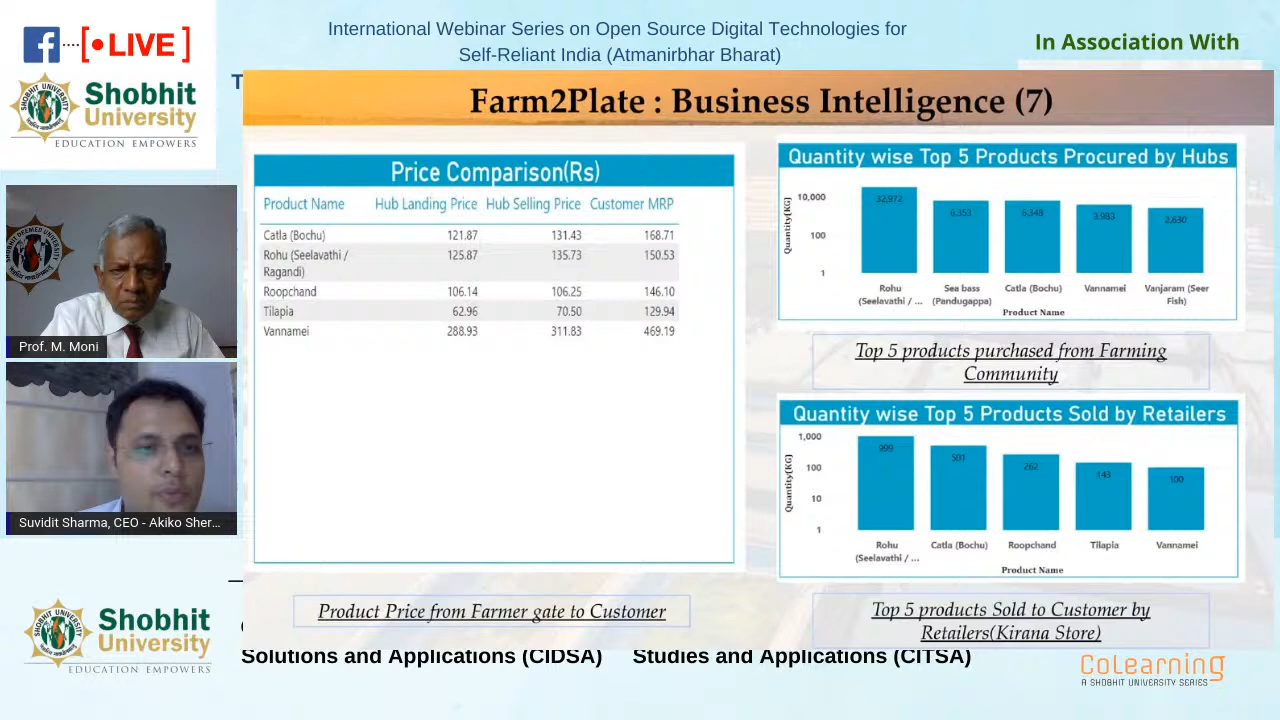 International Webinar Series on Open Source Digital Technologies for
Self-Reliant India (Atmanirbhar Bharat)
In Association With
[•LIVE]
Shobhit
University
EDUCATION EMPOWERS
T
Farm2Plate : Business Intelligence (7)
Price Comparison(Rs)
Product Name Hub Landing Price Hub Selling Price Customer MRP
Catla (Bochu) 121.87 131.43 168.71
Rohu (Seelavathi / 125.87 135.73 150.53
Ragandi)
Roopchand 106.14 106.25 146.10
Tilapia 62.96 70.50 129.94
Vannamei 288.93 311.83 469.19
Product Price from Farmer gate to Customer
Quantity wise Top 5 Products Procured by Hubs
Quantity(KG)
10,000
100
1
32,972 6,353 6,348 3,983 2,630
Rohu Sea bass Catla (Bochu) Vannamei Vanjaram (Seer
(Seelavathi / ... (Pandugappa) Fish)
Product Name
Top 5 products purchased from Farming
Community
Quantity wise Top 5 Products Sold by Retailers
Quantity(KG)
1,000
100
10
1
999 501 262 143 100
Rohu Catla (Bochu) Roopchand Tilapia Vannamei
(Seelavathi / ...
Product Name
Top 5 products Sold to Customer by
Retailers(Kirana Store)
Prof. M. Moni
Suvidit Sharma, CEO - Akiko Sher...
Shobhit
University
EDUCATION EMPOWERS
Solutions and Applications (CIDSA) Studies and Applications (CITSA)
CoLearning
A SHOBHIT UNIVERSITY SERIES